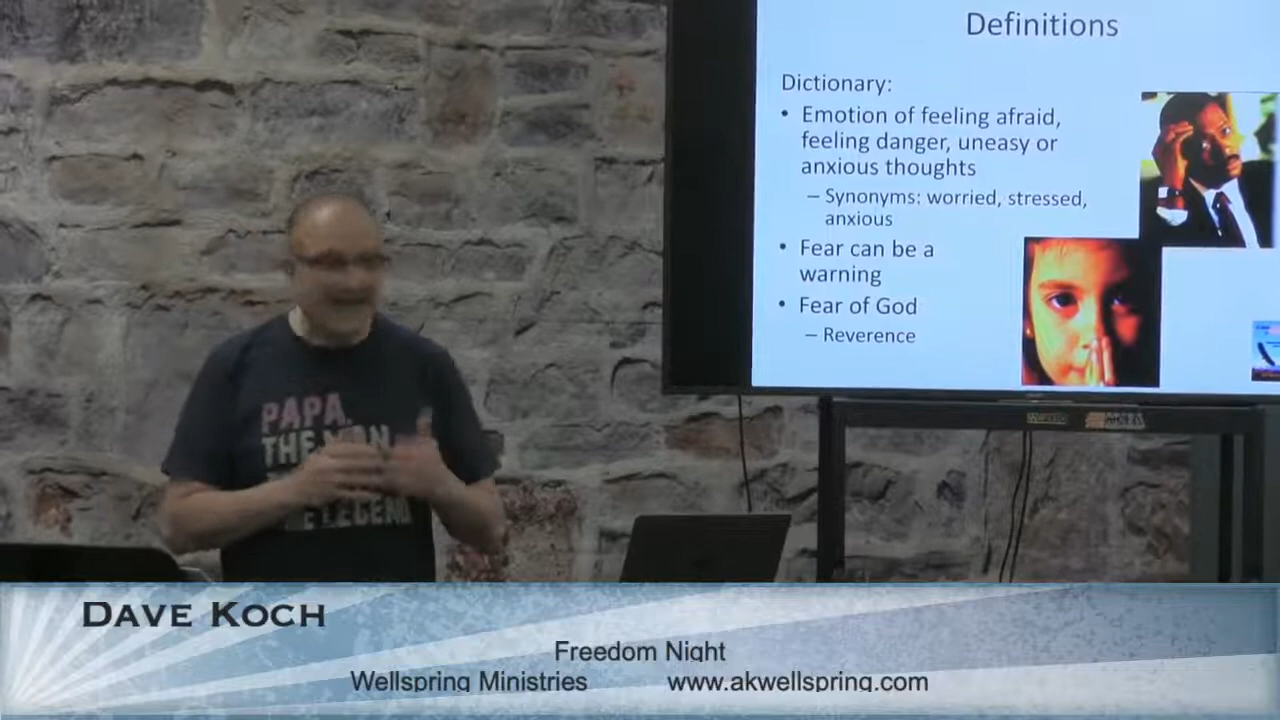 Definitions
Dictionary:
• Emotion of feeling afraid,
feeling danger, uneasy or
anxious thoughts
– Synonyms: worried, stressed,
anxious
• Fear can be a
warning
• Fear of God
– Reverence
PAPA.
THE MAN
THE LEGEND
DAVE KOCH
Freedom Night
Wellspring Ministries www.akwellspring.com